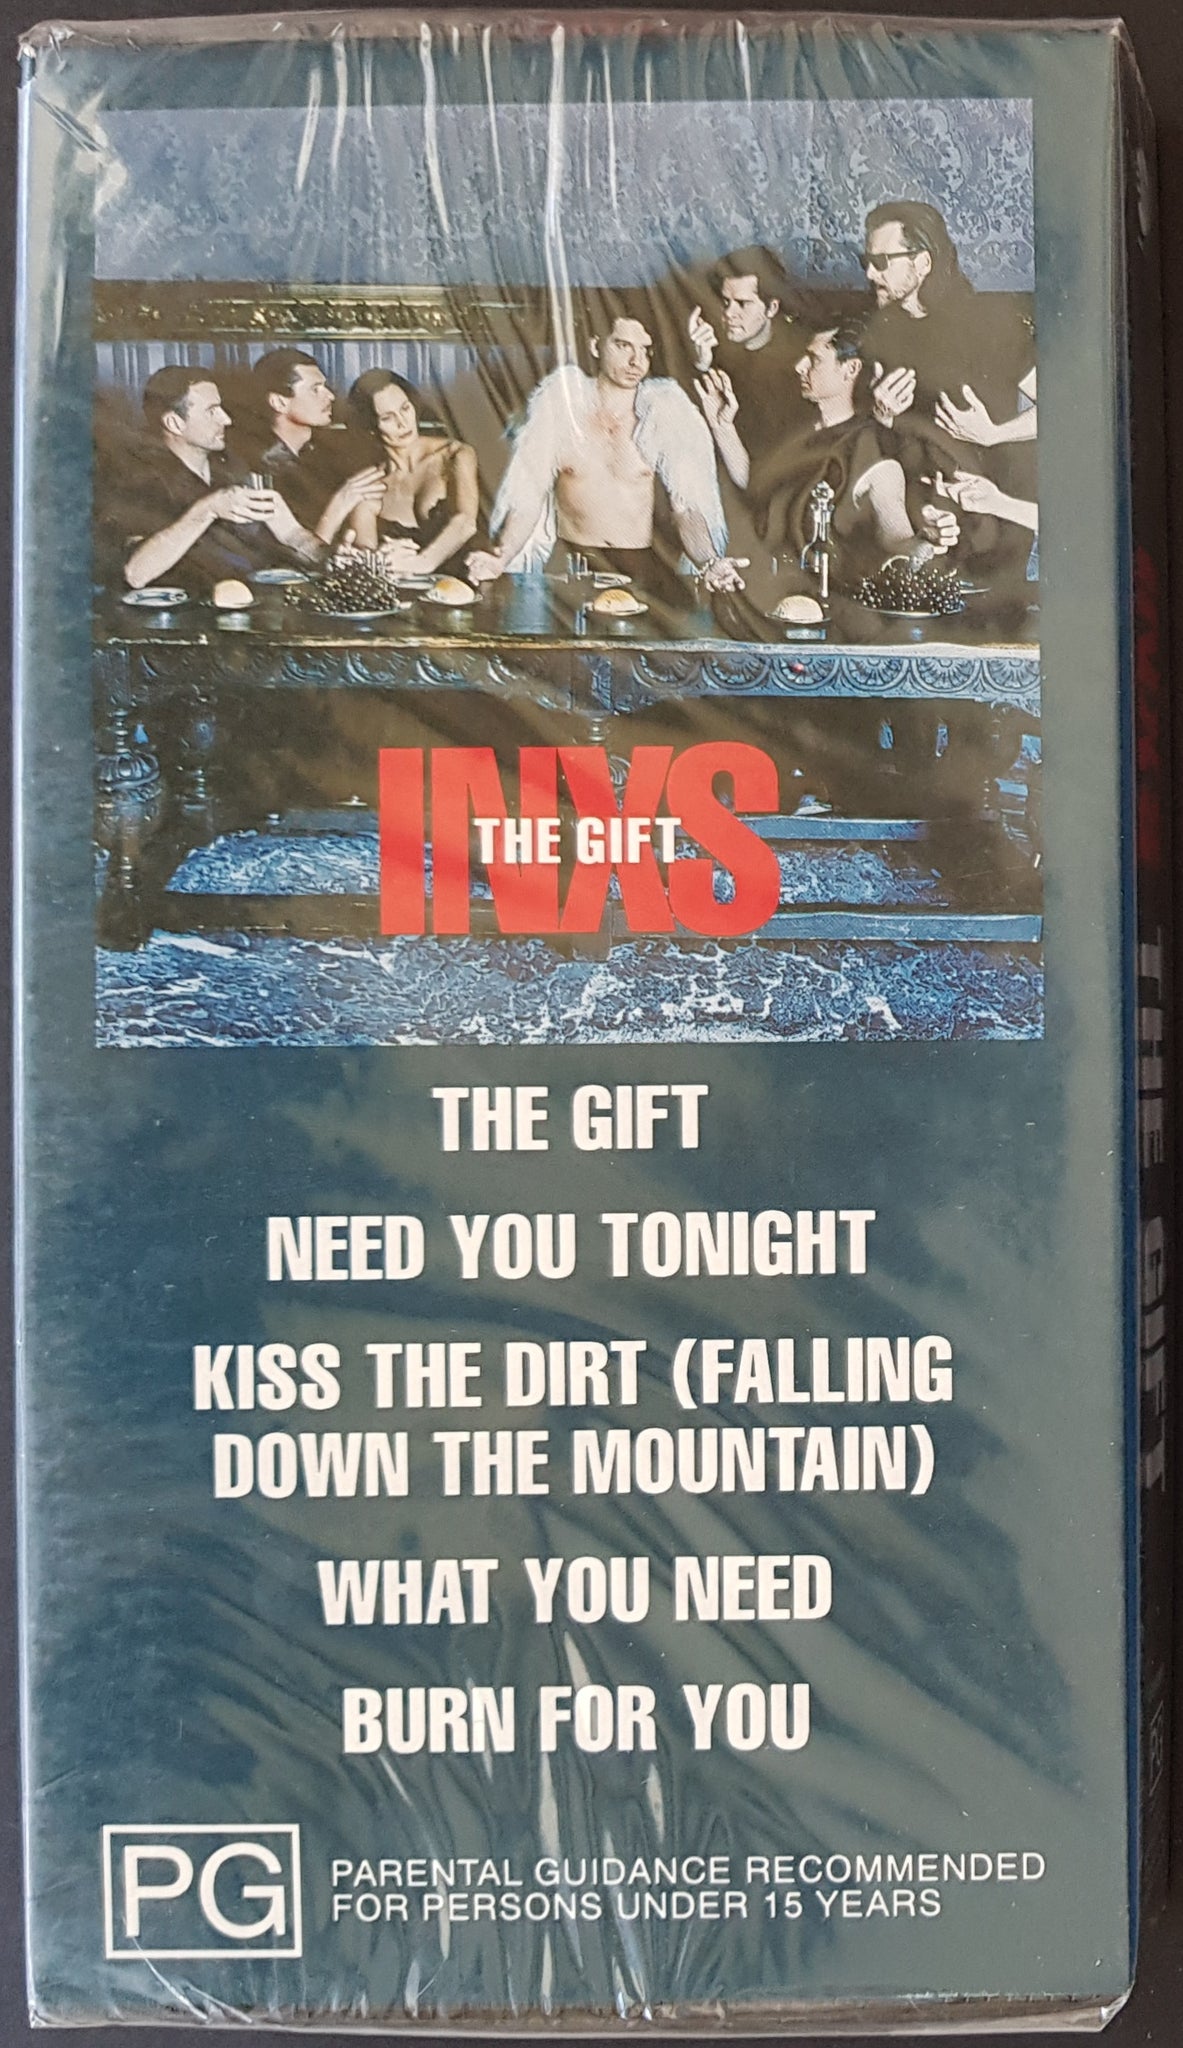 INXS
THE GIFT
THE GIFT
NEED YOU TONIGHT
KISS THE DIRT (FALLING
DOWN THE MOUNTAIN)
WHAT YOU NEED
BURN FOR YOU
PG
PARENTAL GUIDANCE RECOMMENDED
FOR PERSONS UNDER 15 YEARS
THE GIFT